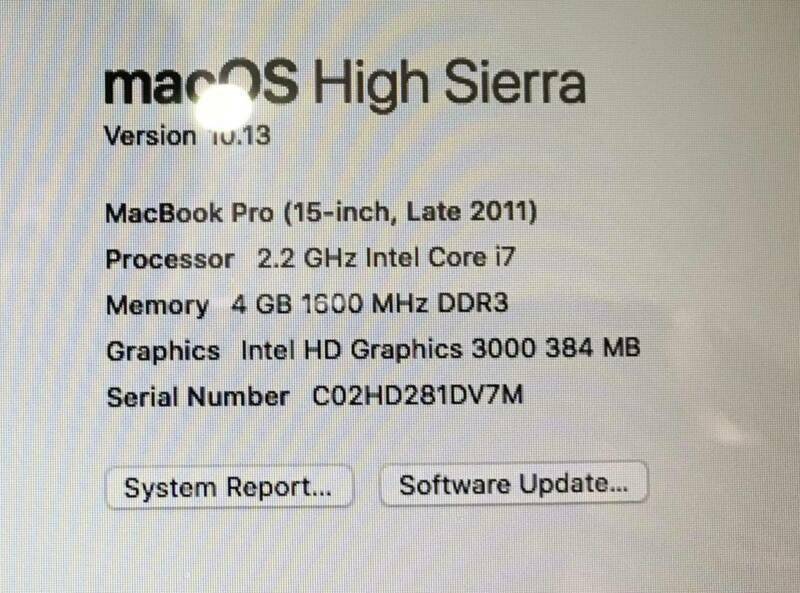 macOS High Sierra
Version 10.13
MacBook Pro (15-inch, Late 2011)
Processor 2.2 GHz Intel Core i7
Memory 4 GB 1600 MHz DDR3
Graphics Intel HD Graphics 3000 384 MB
Serial Number C02HD281DV7M
System Report...
Software Update...